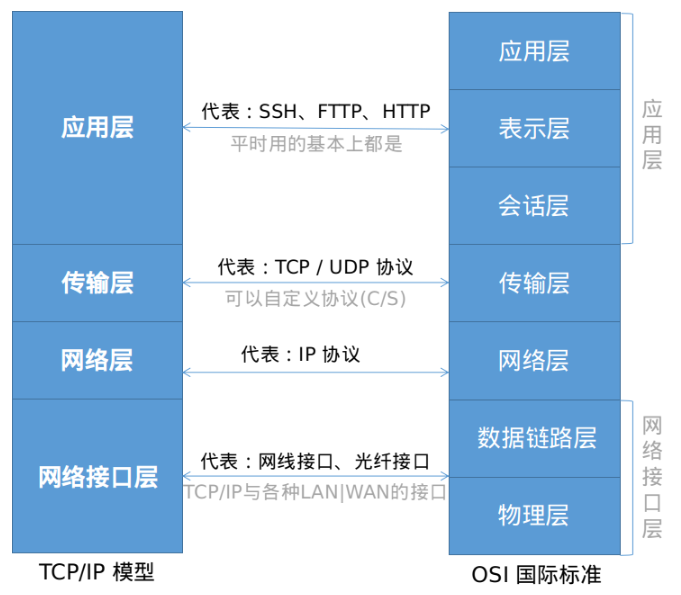 应用层
传输层
网络层
网络接口层
TCP/IP 模型
代表：SSH、FTTP、HTTP
平时用的基本上都是
代表：TCP / UDP 协议
可以自定义协议(C/S)
代表：IP 协议
代表：网线接口、光纤接口
TCP/IP与各种LAN|WAN的接口
应用层
表示层
会话层
传输层
网络层
数据链路层
物理层
OSI 国际标准
应用层
网络接口层